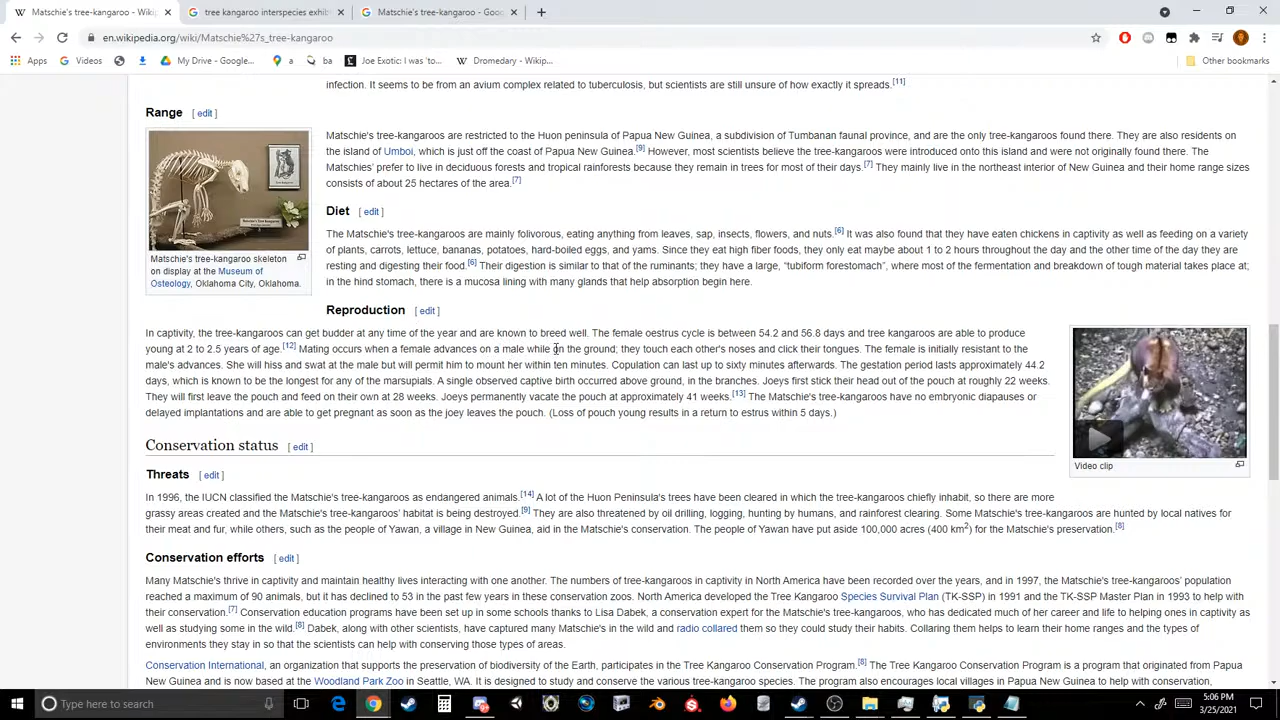 Matschie's tree-kangaroo - Wikip
tree kangaroo interspecies exhib
Matschie's tree-kangaroo - Goog
en.wikipedia.org/wiki/Matschie%27s_tree-kangaroo
Apps
Videos
My Drive - Google...
a
ba
Joe Exotic: I was 'to...
Dromedary - Wikip...
Other bookmarks
infection. It seems to be from an avium complex related to tuberculosis, but scientists are still unsure of how exactly it spreads.[11]
Range [ edit ]
Matschie's tree-kangaroos are restricted to the Huon peninsula of Papua New Guinea, a subdivision of Tumbanan faunal province, and are the only tree-kangaroos found there. They are also residents on
the island of Umboi, which is just off the coast of Papua New Guinea.[9] However, most scientists believe the tree-kangaroos were introduced onto this island and were not originally found there. The
Matschies' prefer to live in deciduous forests and tropical rainforests because they remain in trees for most of their days.[7] They mainly live in the northeast interior of New Guinea and their home range sizes
consists of about 25 hectares of the area.[7]
Matschie's tree-kangaroo skeleton
on display at the Museum of
Osteology, Oklahoma City, Oklahoma.
Diet [ edit ]
The Matschie's tree-kangaroos are mainly folivorous, eating anything from leaves, sap, insects, flowers, and nuts.[6] It was also found that they have eaten chickens in captivity as well as feeding on a variety
of plants, carrots, lettuce, bananas, potatoes, hard-boiled eggs, and yams. Since they eat high fiber foods, they only eat maybe about 1 to 2 hours throughout the day and the other time of the day they are
resting and digesting their food.[6] Their digestion is similar to that of the ruminants; they have a large, "tubiform forestomach", where most of the fermentation and breakdown of tough material takes place at;
in the hind stomach, there is a mucosa lining with many glands that help absorption begin here.
Reproduction [ edit ]
In captivity, the tree-kangaroos can get budder at any time of the year and are known to breed well. The female oestrus cycle is between 54.2 and 56.8 days and tree kangaroos are able to produce
young at 2 to 2.5 years of age.[12] Mating occurs when a female advances on a male while on the ground; they touch each other's noses and click their tongues. The female is initially resistant to the
male's advances. She will hiss and swat at the male but will permit him to mount her within ten minutes. Copulation can last up to sixty minutes afterwards. The gestation period lasts approximately 44.2
days, which is known to be the longest for any of the marsupials. A single observed captive birth occurred above ground, in the branches. Joeys first stick their head out of the pouch at roughly 22 weeks.
They will first leave the pouch and feed on their own at 28 weeks. Joeys permanently vacate the pouch at approximately 41 weeks.[13] The Matschie's tree-kangaroos have no embryonic diapauses or
delayed implantations and are able to get pregnant as soon as the joey leaves the pouch. (Loss of pouch young results in a return to estrus within 5 days.)
Video clip
Conservation status [ edit ]
Threats [ edit ]
In 1996, the IUCN classified the Matschie's tree-kangaroos as endangered animals.[14] A lot of the Huon Peninsula's trees have been cleared in which the tree-kangaroos chiefly inhabit, so there are more
grassy areas created and the Matschie's tree-kangaroos' habitat is being destroyed.[9] They are also threatened by oil drilling, logging, hunting by humans, and rainforest clearing. Some Matschie's tree-kangaroos are hunted by local natives for
their meat and fur, while others, such as the people of Yawan, a village in New Guinea, aid in the Matschie's conservation. The people of Yawan have put aside 100,000 acres (400 km2) for the Matschie's preservation.[8]
Conservation efforts [ edit ]
Many Matschie's thrive in captivity and maintain healthy lives interacting with one another. The numbers of tree-kangaroos in captivity in North America have been recorded over the years, and in 1997, the Matschie's tree-kangaroos' population
reached a maximum of 90 animals, but it has declined to 53 in the past few years in these conservation zoos. North America developed the Tree Kangaroo Species Survival Plan (TK-SSP) in 1991 and the TK-SSP Master Plan in 1993 to help with
their conservation.[7] Conservation education programs have been set up in some schools thanks to Lisa Dabek, a conservation expert for the Matschie's tree-kangaroos, who has dedicated much of her career and life to helping ones in captivity as
well as studying some in the wild.[8] Dabek, along with other scientists, have captured many Matschie's in the wild and radio collared them so they could study their habits. Collaring them helps to learn their home ranges and the types of
environments they stay in so that the scientists can help with conserving those types of areas.
Conservation International, an organization that supports the preservation of biodiversity of the Earth, participates in the Tree Kangaroo Conservation Program.[8] The Tree Kangaroo Conservation Program is a program that originated from Papua
New Guinea and is now based at the Woodland Park Zoo in Seattle, WA. It is designed to study and conserve the various tree-kangaroo species. The program also encourages local villages in Papua New Guinea to help with conservation,
Type here to search
5:06 PM
3/25/2021